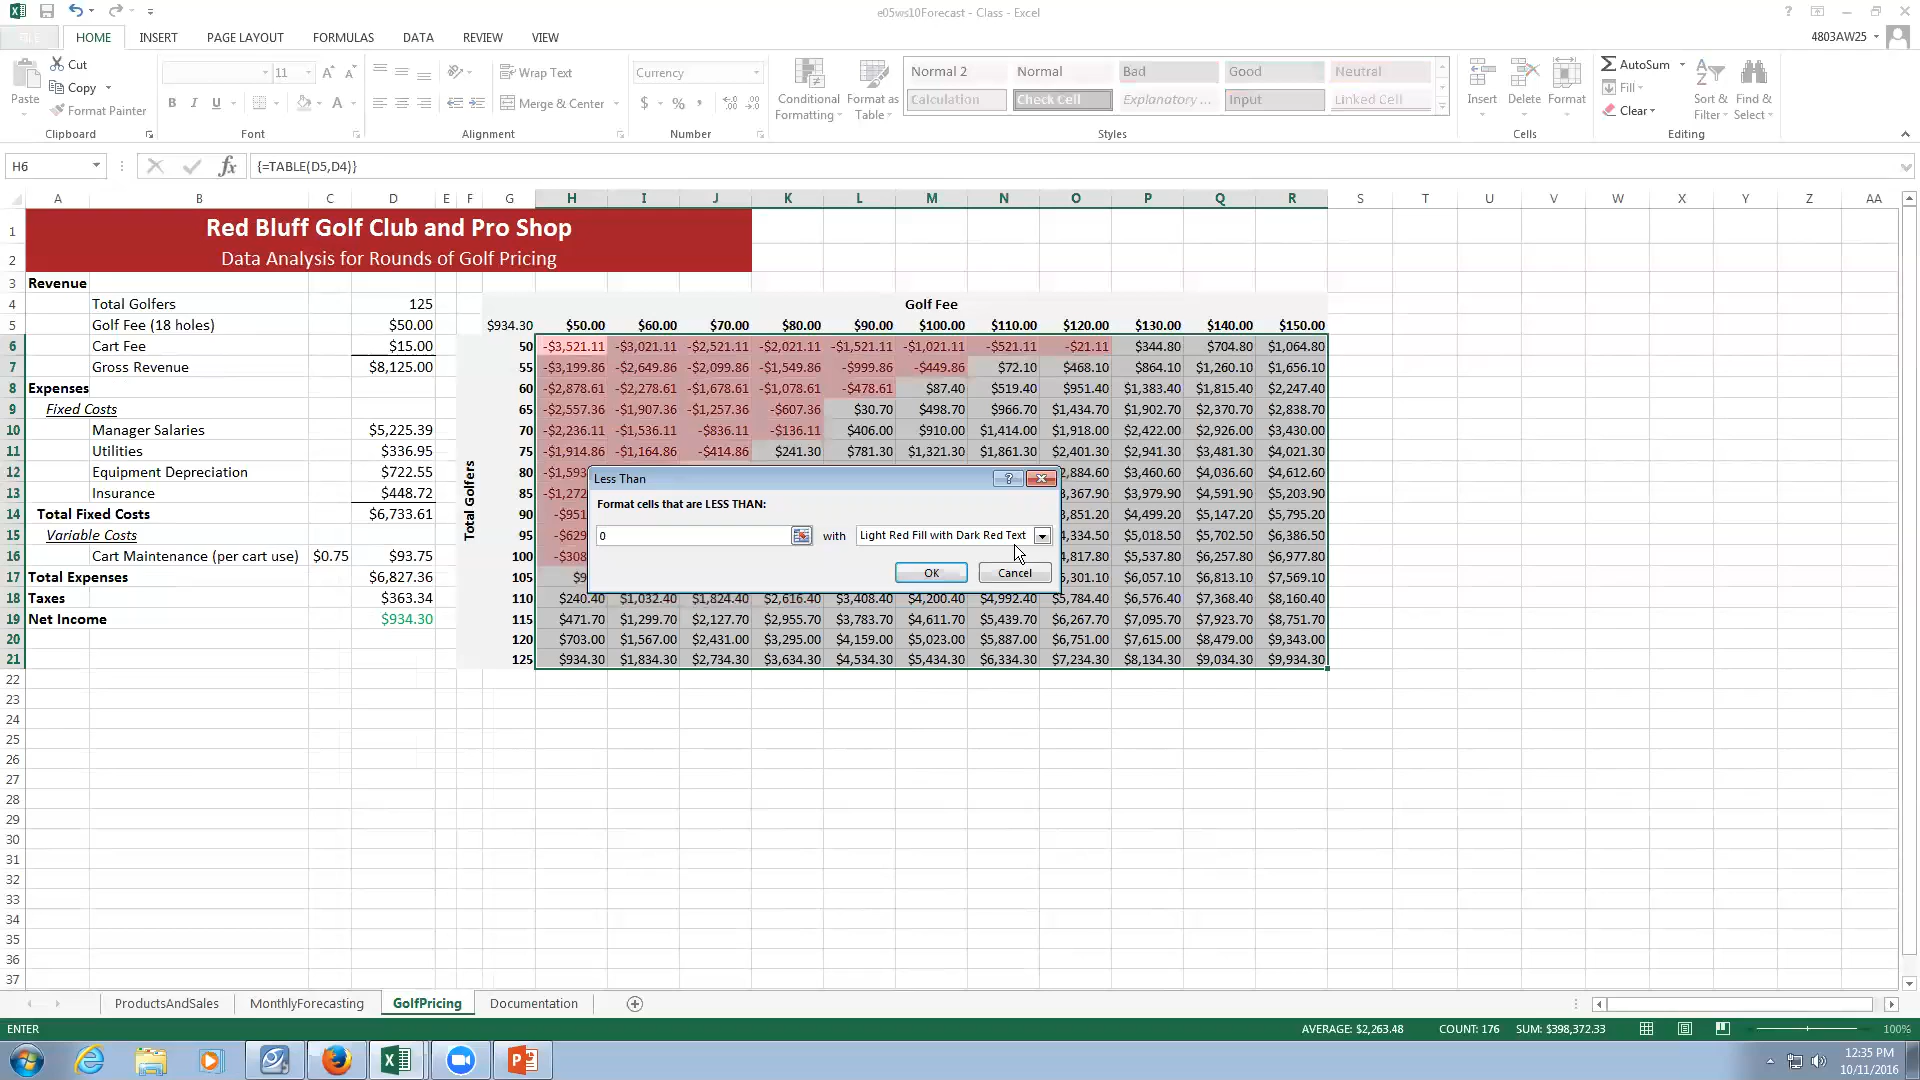 e05ws10Forecast - Class - Excel
FILE HOME INSERT PAGE LAYOUT FORMULAS DATA REVIEW VIEW 4803AW25
Paste Cut Copy Format Painter
11
Wrap Text
Merge & Center
Currency
$ % ,
Conditional Formatting Format as Table
Normal 2 Normal Bad Good Neutral
Calculation Check Cell Explanatory ... Input Linked Cell
Insert Delete Format
AutoSum Fill Clear
Sort & Filter Find & Select
Clipboard Font Alignment Number Styles Cells Editing
H6 fx {=TABLE(D5,D4)}
A B C D E F G H I J K L M N O P Q R S T U V W X Y Z AA
1 Red Bluff Golf Club and Pro Shop
2 Data Analysis for Rounds of Golf Pricing
3 Revenue
4 Total Golfers 125 Golf Fee
5 Golf Fee (18 holes) $50.00 $934.30 $50.00 $60.00 $70.00 $80.00 $90.00 $100.00 $110.00 $120.00 $130.00 $140.00 $150.00
6 Cart Fee $15.00 50 -$3,521.11 -$3,021.11 -$2,521.11 -$2,021.11 -$1,521.11 -$1,021.11 -$521.11 -$21.11 $344.80 $704.80 $1,064.80
7 Gross Revenue $8,125.00 55 -$3,199.86 -$2,649.86 -$2,099.86 -$1,549.86 -$999.86 -$449.86 $72.10 $468.10 $864.10 $1,260.10 $1,656.10
8 Expenses 60 -$2,878.61 -$2,278.61 -$1,678.61 -$1,078.61 -$478.61 $87.40 $519.40 $951.40 $1,383.40 $1,815.40 $2,247.40
9 Fixed Costs 65 -$2,557.36 -$1,907.36 -$1,257.36 -$607.36 $30.70 $498.70 $966.70 $1,434.70 $1,902.70 $2,370.70 $2,838.70
10 Manager Salaries $5,225.39 70 -$2,236.11 -$1,536.11 -$836.11 -$136.11 $406.00 $910.00 $1,414.00 $1,918.00 $2,422.00 $2,926.00 $3,430.00
11 Utilities $336.95 75 -$1,914.86 -$1,164.86 -$414.86 $241.30 $781.30 $1,321.30 $1,861.30 $2,401.30 $2,941.30 $3,481.30 $4,021.30
12 Equipment Depreciation $722.55 80 -$1,593 2,884.60 $3,460.60 $4,036.60 $4,612.60
13 Insurance $448.72 85 -$1,272 3,367.90 $3,979.90 $4,591.90 $5,203.90
14 Total Fixed Costs $6,733.61 90 -$951 3,851.20 $4,499.20 $5,147.20 $5,795.20
15 Variable Costs 95 -$629 4,334.50 $5,018.50 $5,702.50 $6,386.50
16 Cart Maintenance (per cart use) $0.75 $93.75 100 -$308 4,817.80 $5,537.80 $6,257.80 $6,977.80
17 Total Expenses $6,827.36 105 $9 5,301.10 $6,057.10 $6,813.10 $7,569.10
18 Taxes $363.34 110 $240.40 $1,032.40 $1,824.40 $2,616.40 $3,408.40 $4,200.40 $4,992.40 $5,784.40 $6,576.40 $7,368.40 $8,160.40
19 Net Income $934.30 115 $471.70 $1,299.70 $2,127.70 $2,955.70 $3,783.70 $4,611.70 $5,439.70 $6,267.70 $7,095.70 $7,923.70 $8,751.70
20 120 $703.00 $1,567.00 $2,431.00 $3,295.00 $4,159.00 $5,023.00 $5,887.00 $6,751.00 $7,615.00 $8,479.00 $9,343.00
21 125 $934.30 $1,834.30 $2,734.30 $3,634.30 $4,534.30 $5,434.30 $6,334.30 $7,234.30 $8,134.30 $9,034.30 $9,934.30
Total Golfers
Less Than
Format cells that are LESS THAN:
0 with Light Red Fill with Dark Red Text
OK Cancel
22
23
24
25
26
27
28
29
30
31
32
33
34
35
36
37
ProductsAndSales MonthlyForecasting GolfPricing Documentation
ENTER AVERAGE: $2,263.48 COUNT: 176 SUM: $398,372.33 100%
12:35 PM
10/11/2016